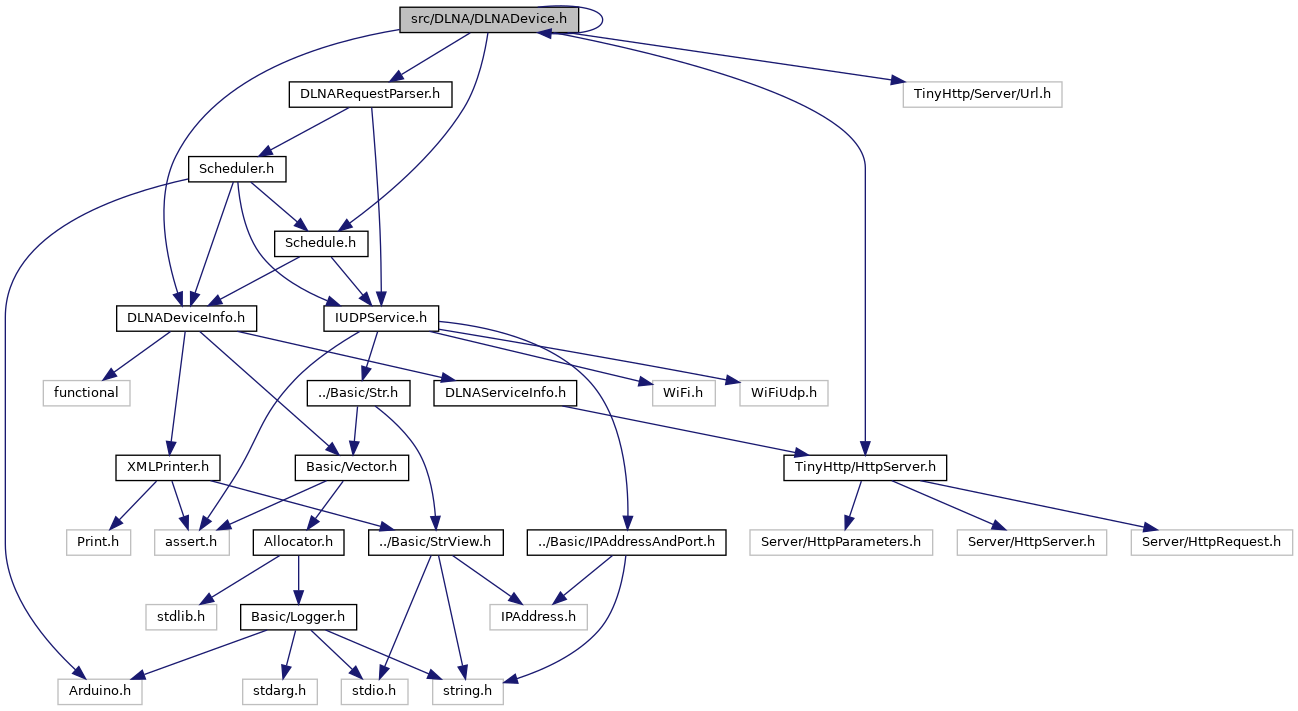 src/DLNA/DLNADevice.h
DLNARequestParser.h
TinyHttp/Server/Url.h
Scheduler.h
Schedule.h
DLNADeviceInfo.h
IUDPService.h
functional
../Basic/Str.h
DLNAServiceInfo.h
WiFi.h
WiFiUdp.h
XMLPrinter.h
Basic/Vector.h
TinyHttp/HttpServer.h
Print.h
assert.h
Allocator.h
../Basic/StrView.h
../Basic/IPAddressAndPort.h
Server/HttpParameters.h
Server/HttpServer.h
Server/HttpRequest.h
stdlib.h
Basic/Logger.h
IPAddress.h
Arduino.h
stdarg.h
stdio.h
string.h